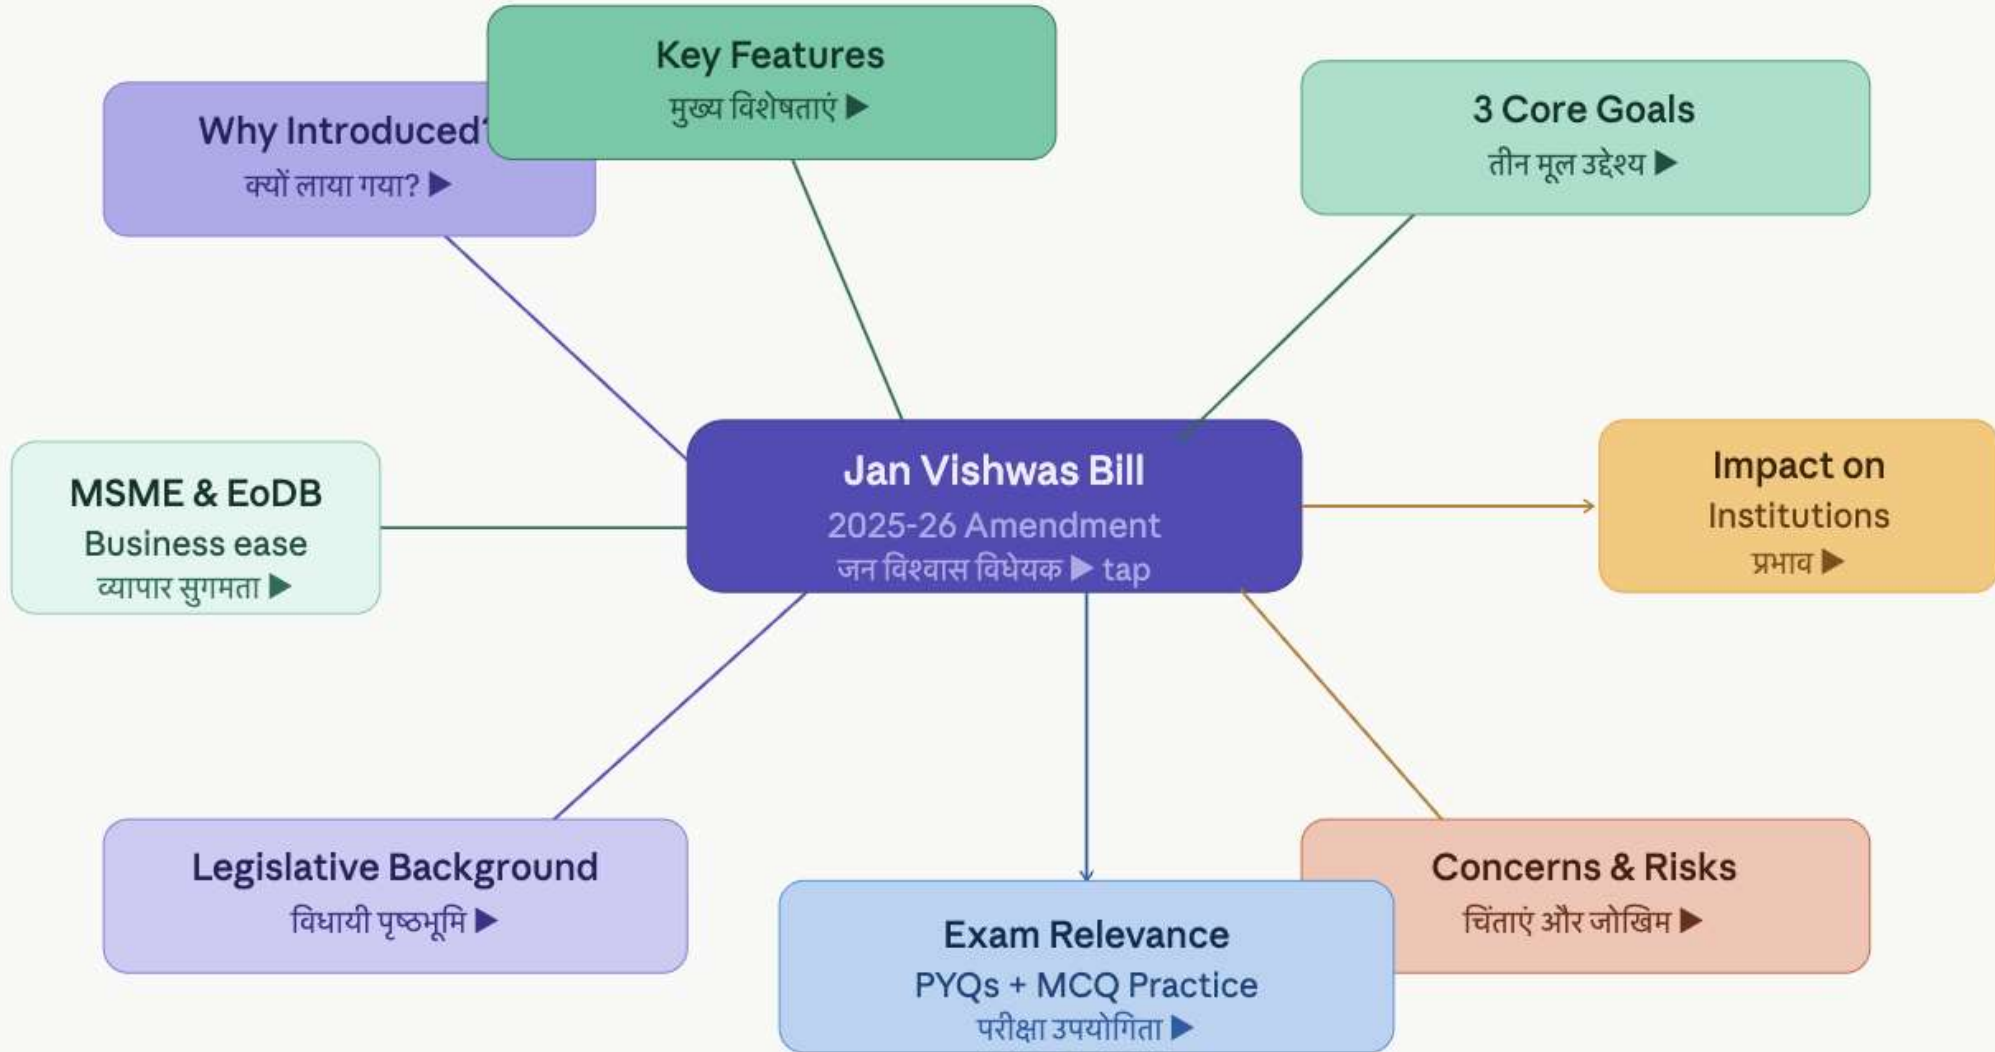 Key Features
मुख्य विशेषताएं ▶
Why Introduced?
क्यों लाया गया? ▶
3 Core Goals
तीन मूल उद्देश्य ▶
Jan Vishwas Bill
2025-26 Amendment
जन विश्वास विधेयक ▶ tap
MSME & EoDB
Business ease
व्यापार सुगमता ▶
Impact on
Institutions
प्रभाव ▶
Legislative Background
विधायी पृष्ठभूमि ▶
Concerns & Risks
चिंताएं और जोखिम ▶
Exam Relevance
PYQs + MCQ Practice
परीक्षा उपयोगिता ▶